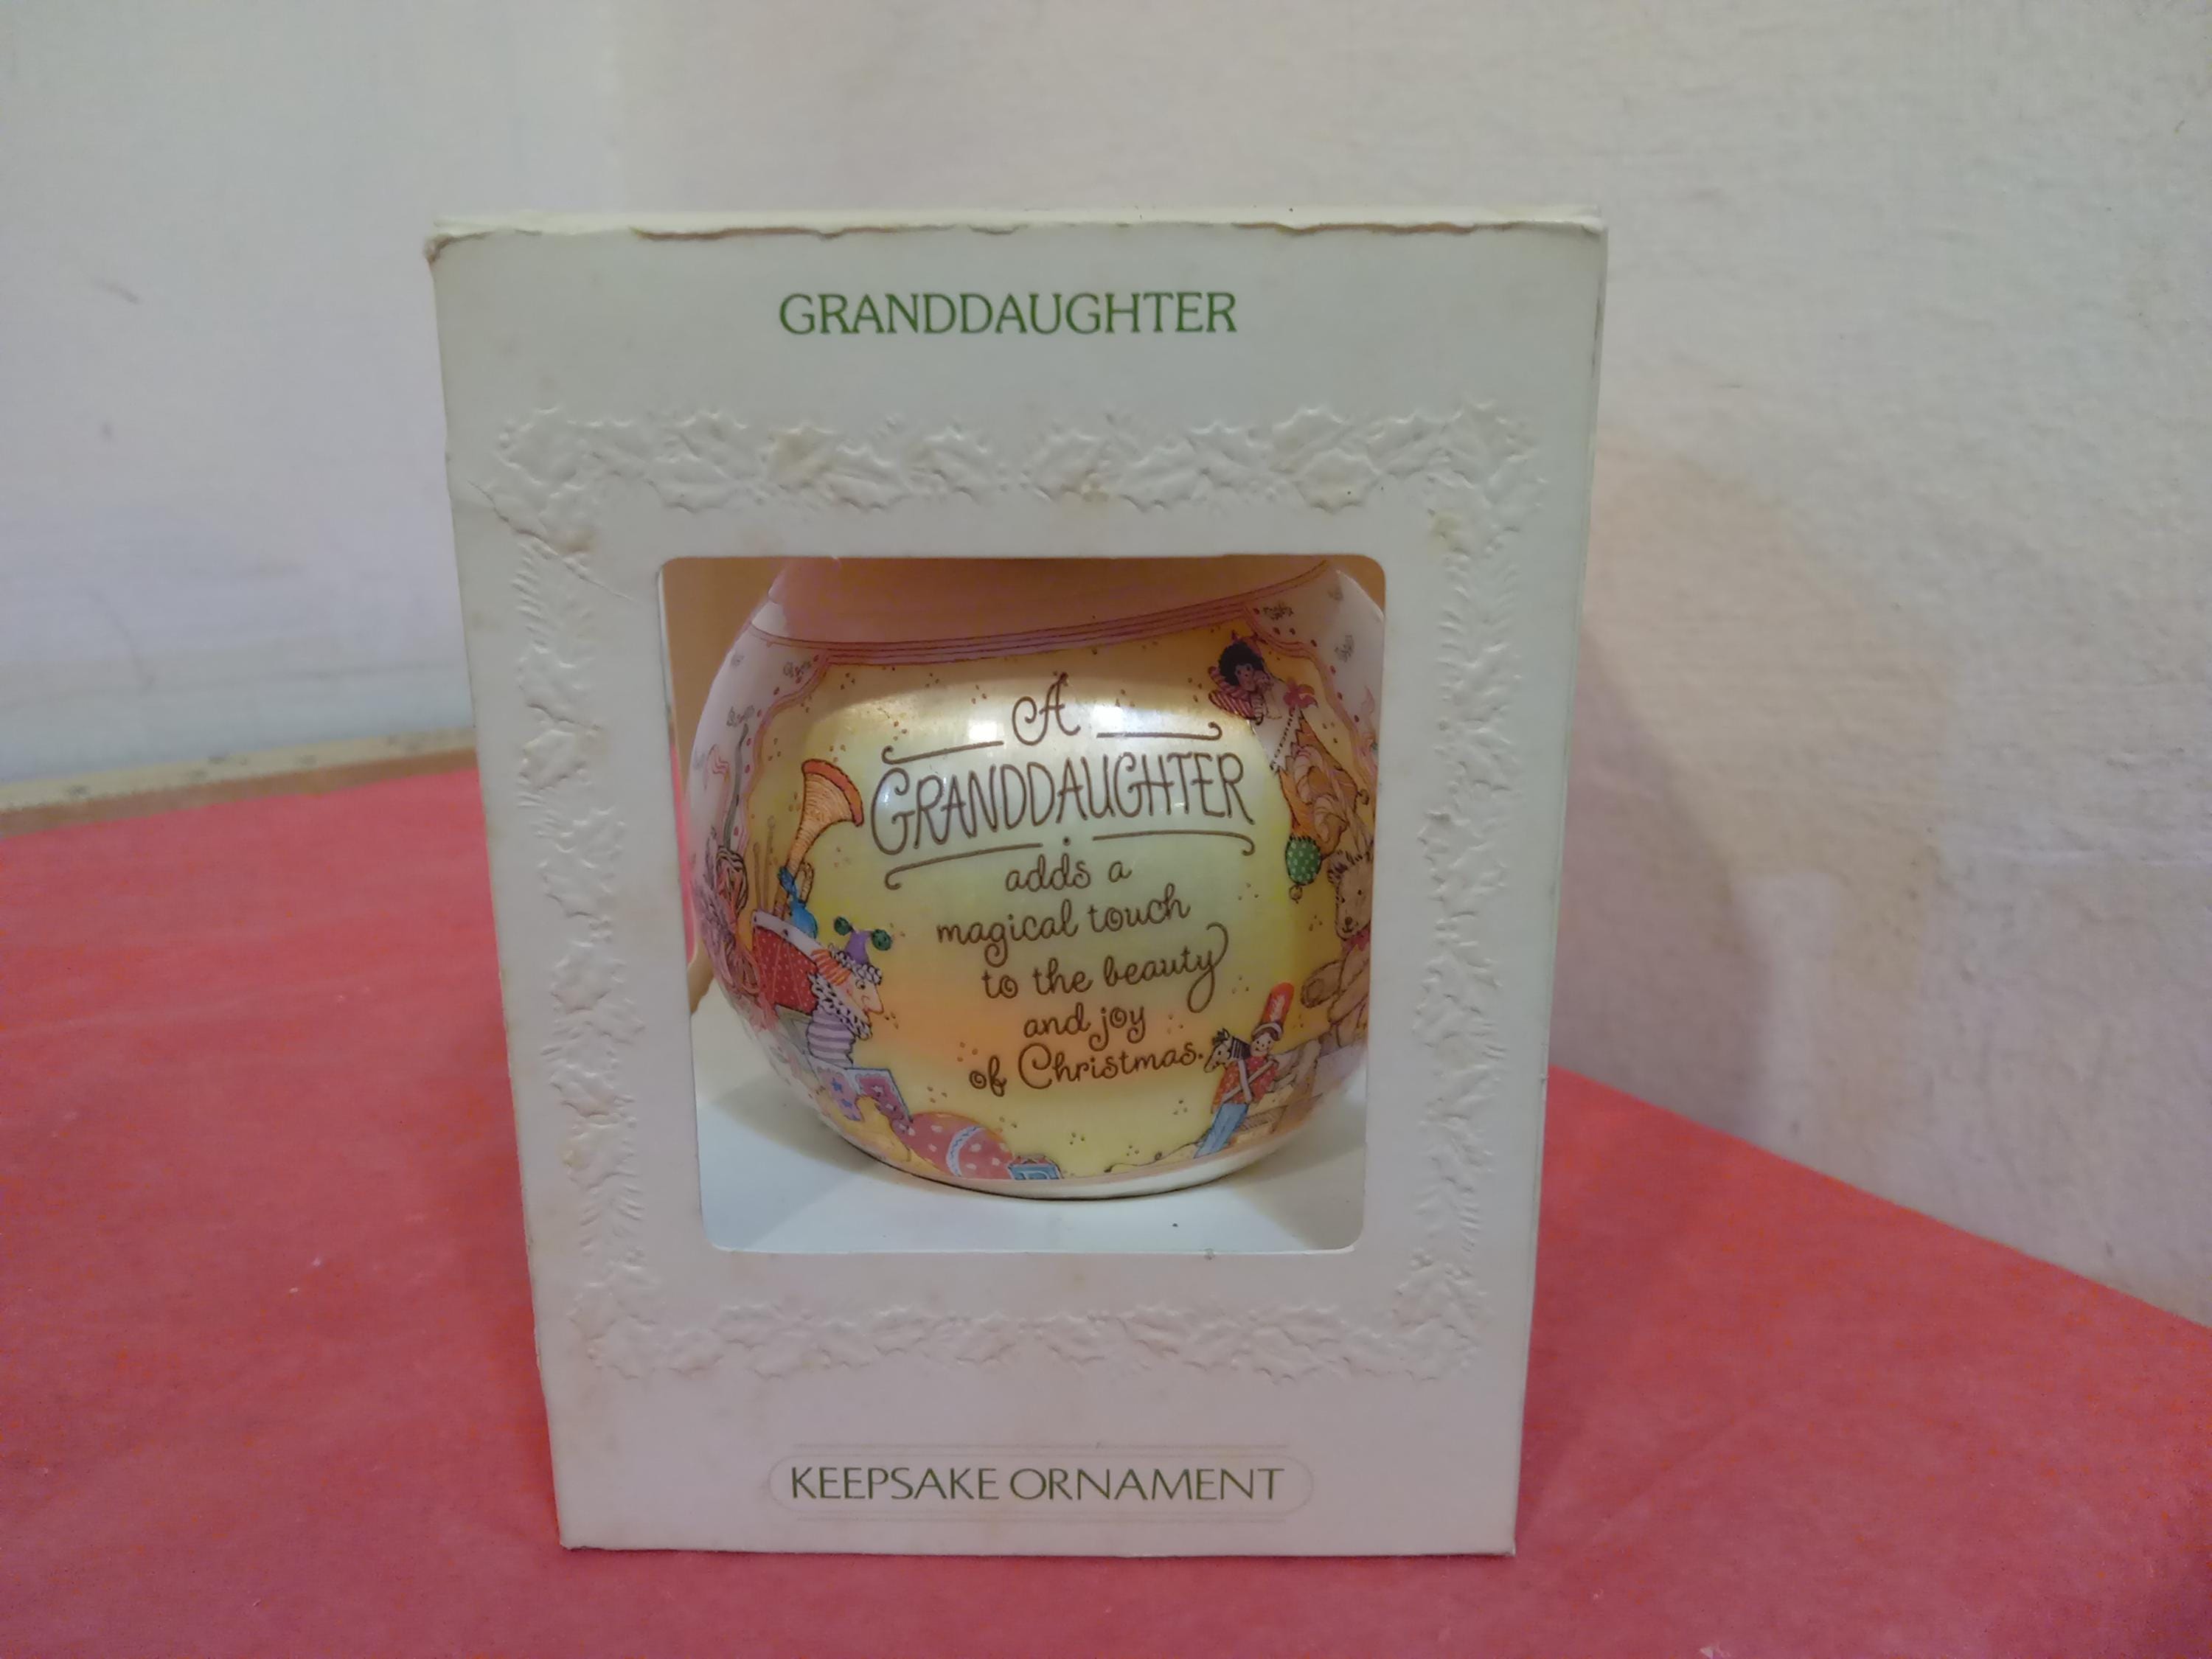 GRANDDAUGHTER
A
GRANDDAUGHTER
adds a
magical touch
to the beauty
and joy
of Christmas.
KEEPSAKE ORNAMENT